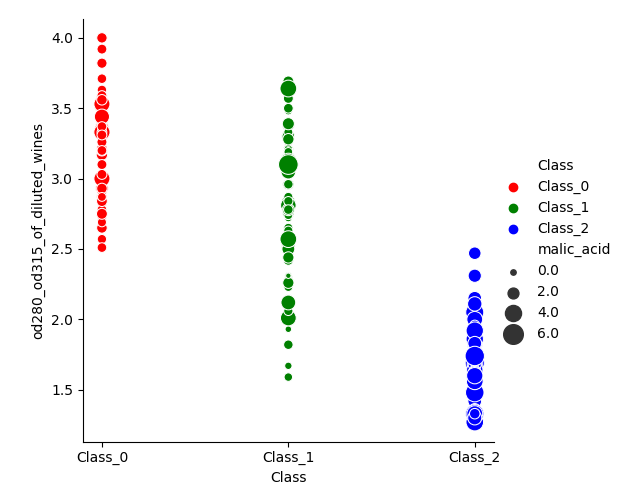 4.0
3.5
3.0
2.5
2.0
1.5
od280_od315_of_diluted_wines
Class_0
Class_1
Class_2
Class
Class
Class_0
Class_1
Class_2
malic_acid
0.0
2.0
4.0
6.0